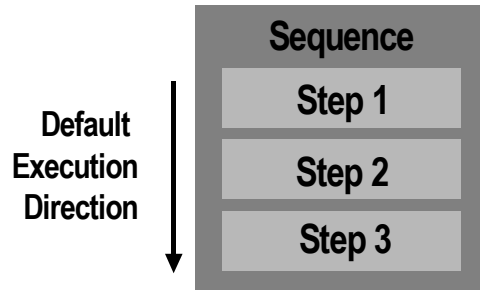 Sequence
Step 1
Step 2
Step 3
Default
Execution
Direction